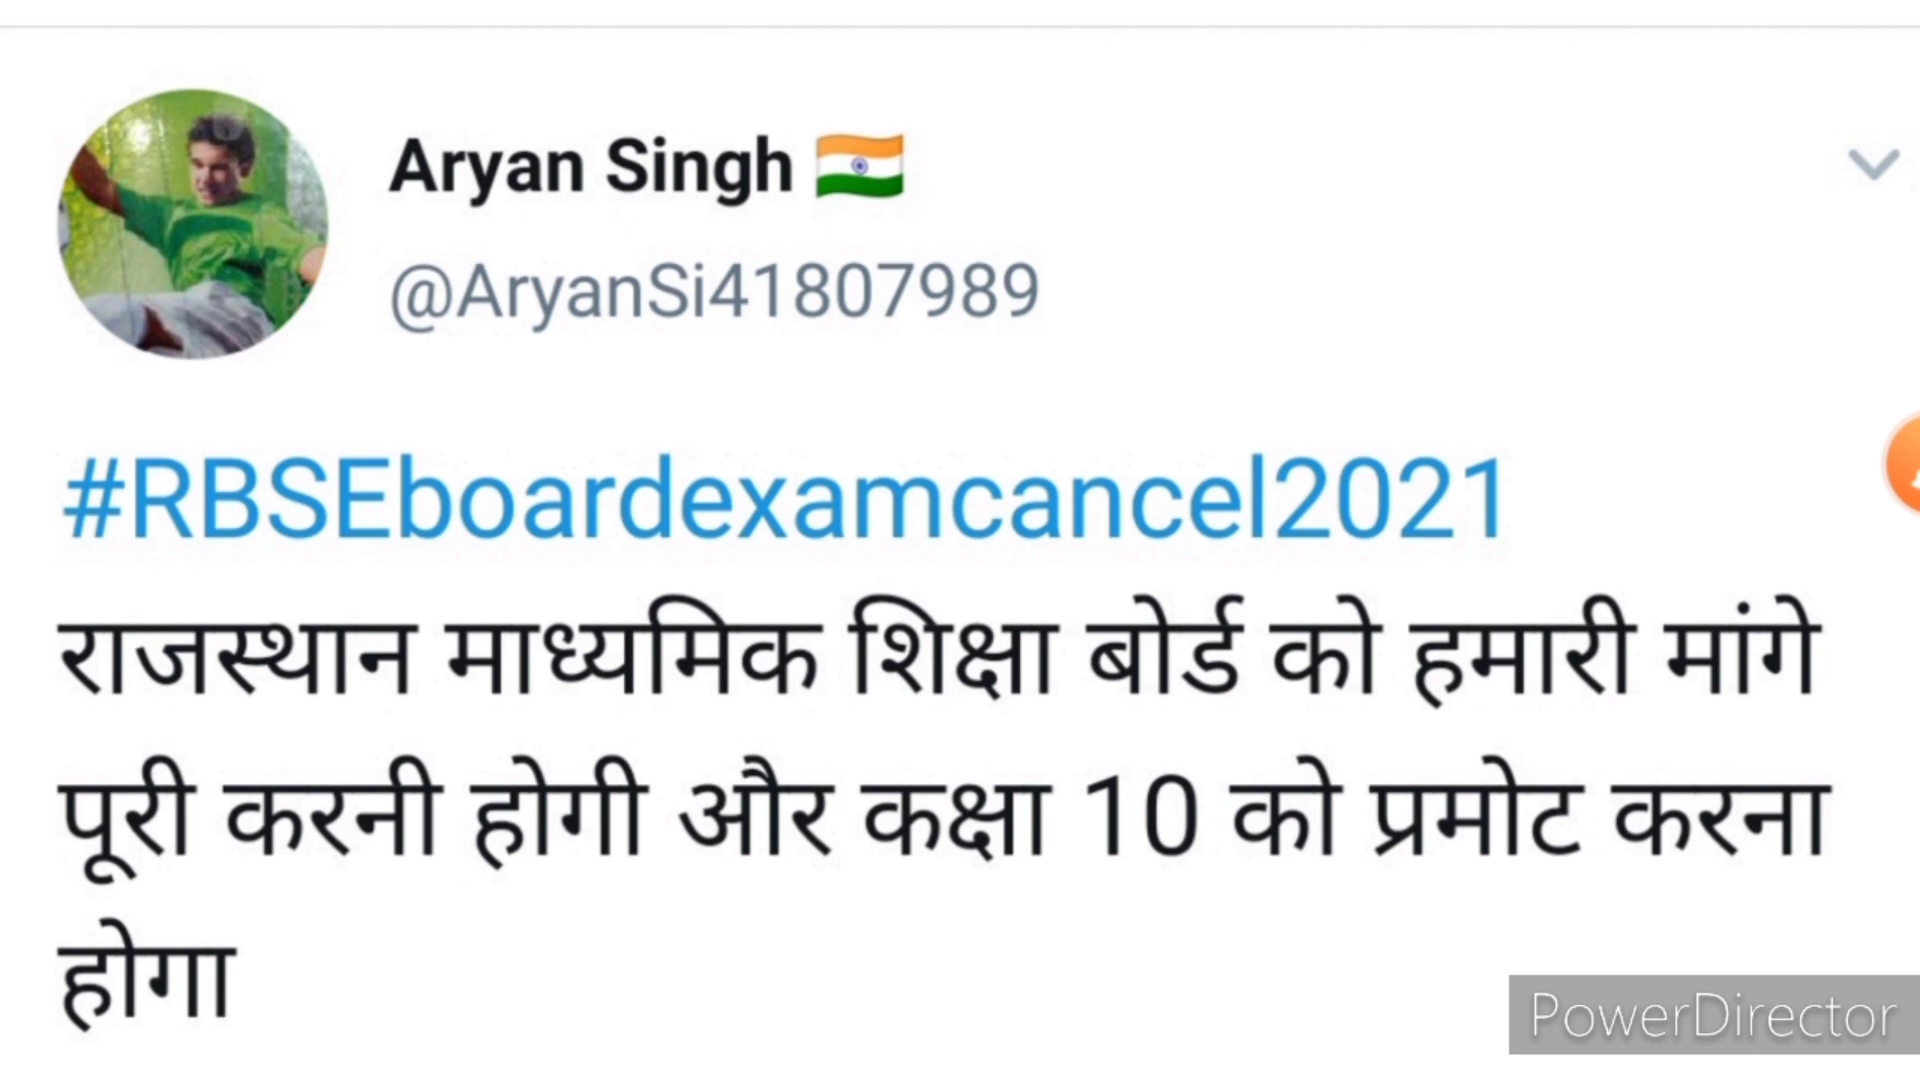 Aryan Singh 🇮🇳
@AryanSi41807989
#RBSEboardexamcancel2021
राजस्थान माध्यमिक शिक्षा बोर्ड को हमारी मांगे
पूरी करनी होगी और कक्षा 10 को प्रमोट करना
होगा
PowerDirector